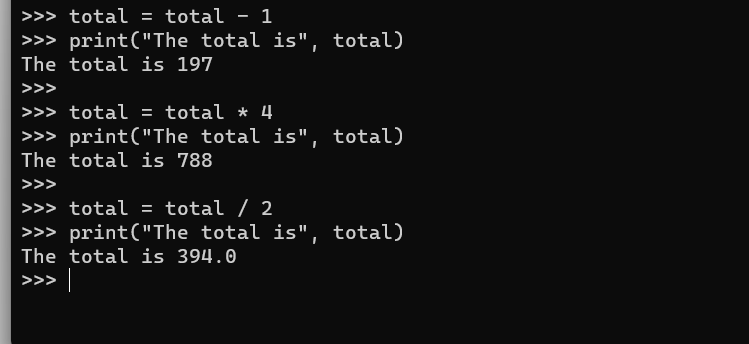 >>> total = total - 1
>>> print("The total is", total)
The total is 197
>>>
>>> total = total * 4
>>> print("The total is", total)
The total is 788
>>>
>>> total = total / 2
>>> print("The total is", total)
The total is 394.0
>>>